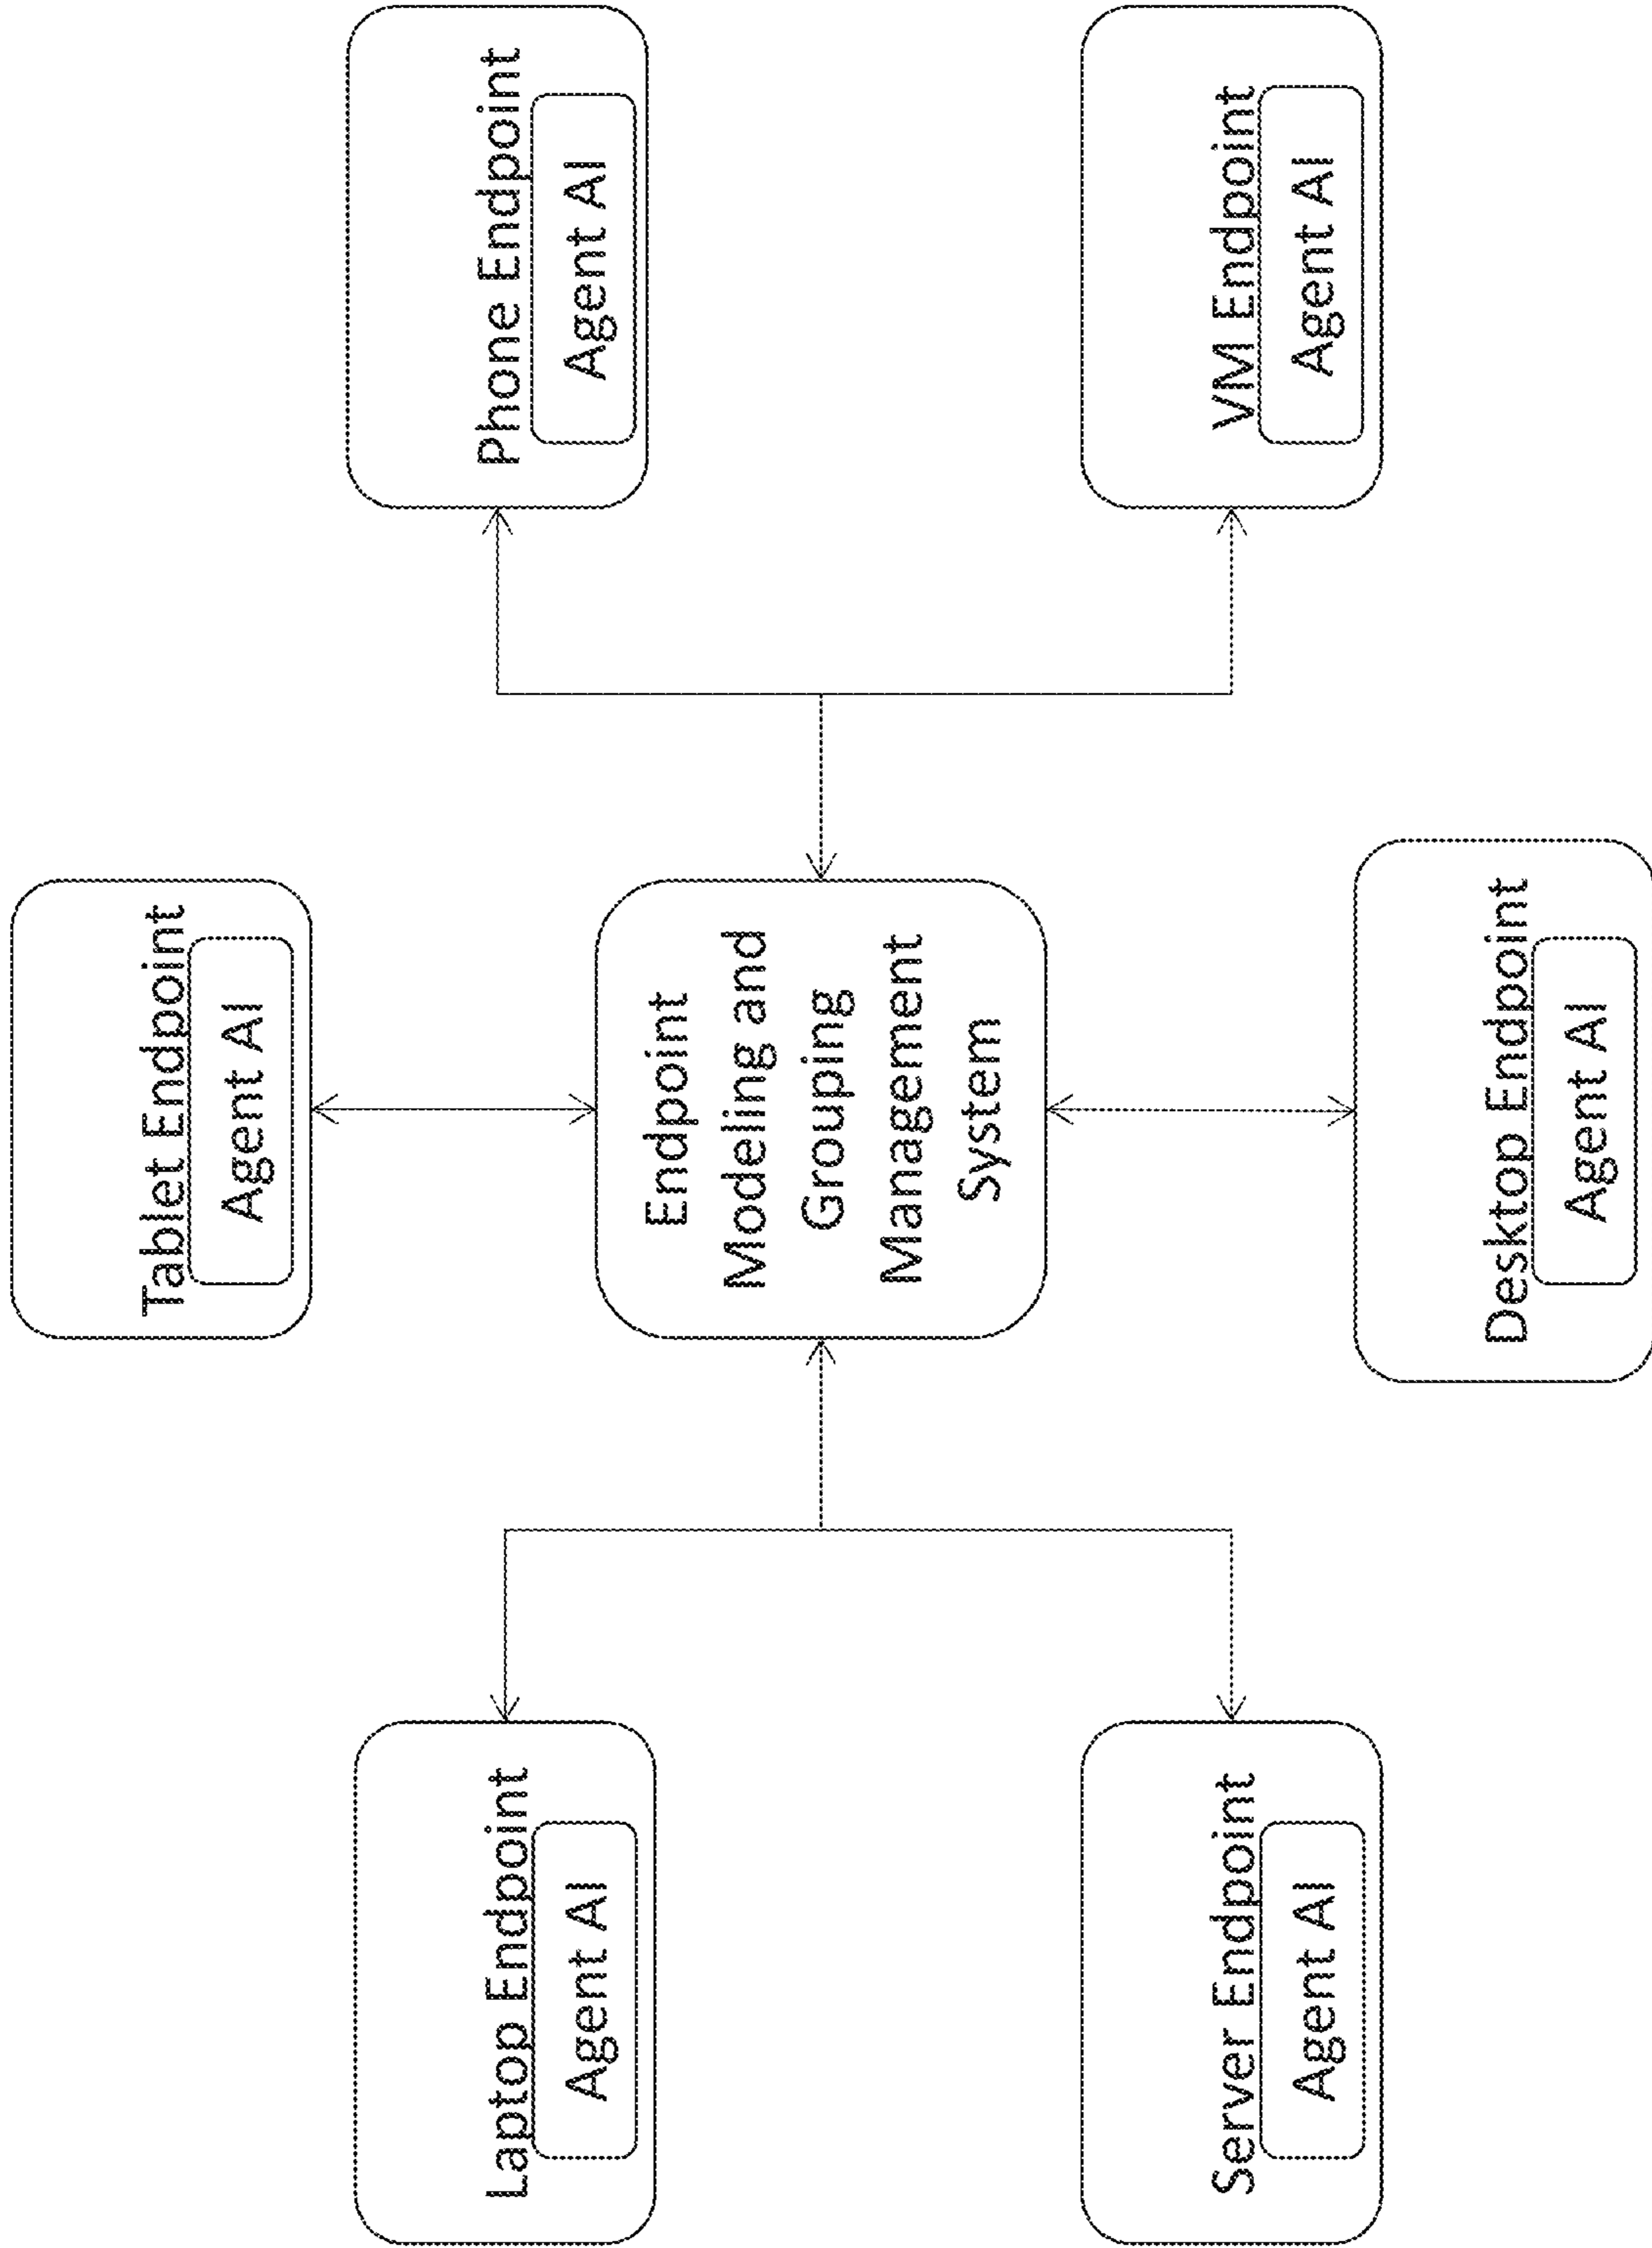 Tablet Endpoint
Agent AI
Laptop Endpoint
Agent AI
Phone Endpoint
Agent AI
Endpoint
Modeling and
Grouping
Management
System
Server Endpoint
Agent AI
VM Endpoint
Agent AI
Desktop Endpoint
Agent AI